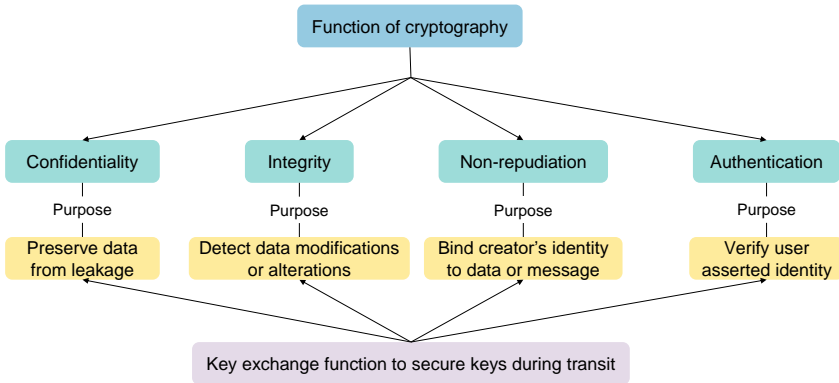 Function of cryptography
Confidentiality
Integrity
Non-repudiation
Authentication
Purpose
Purpose
Purpose
Purpose
Preserve data
from leakage
Detect data modifications
or alterations
Bind creator’s identity
to data or message
Verify user
asserted identity
Key exchange function to secure keys during transit